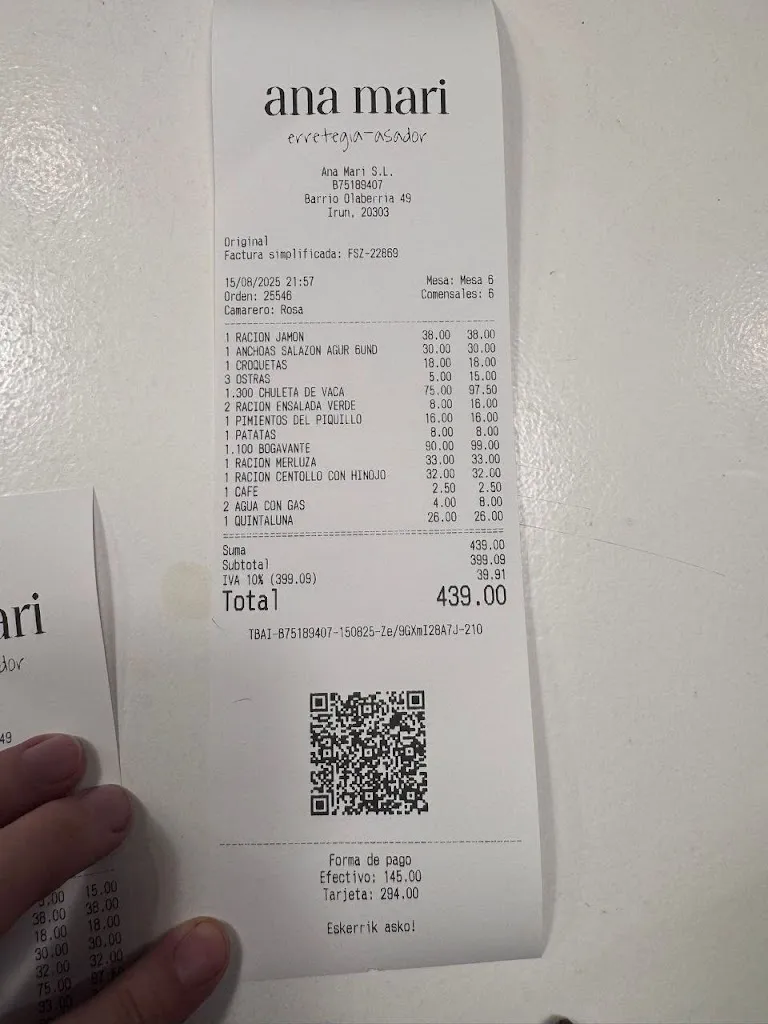 ana mari
erretegia-asador
Ana Mari S.L.
B75189407
Barrio Olaberria 49
Irun, 20303
Original
Factura simplificada: FSZ-22869
15/08/2025 21:57 Mesa: Mesa 6
Orden: 25546 Comensales: 6
Camarero: Rosa
1 RACION JAMON 38.00 38.00
1 ANCHOAS SALAZON AGUR 6UND 30.00 30.00
1 CROQUETAS 18.00 18.00
3 OSTRAS 5.00 15.00
1.300 CHULETA DE VACA 75.00 97.50
2 RACION ENSALADA VERDE 8.00 16.00
1 PIMIENTOS DEL PIQUILLO 16.00 16.00
1 PATATAS 8.00 8.00
1.100 BOGAVANTE 90.00 99.00
1 RACION MERLUZA 33.00 33.00
1 RACION CENTOLLO CON HINOJO 32.00 32.00
1 CAFE 2.50 2.50
2 AGUA CON GAS 4.00 8.00
1 QUINTALUNA 26.00 26.00
Suma 439.00
Subtotal 399.09
IVA 10% (399.09) 39.91
Total 439.00
TBAI-B75189407-150825-Ze/9GXmI28A7J-210
Forma de pago
Efectivo: 145.00
Tarjeta: 294.00
Eskerrik asko!
ari
dor
49
15.00
38.00 38.00
18.00 18.00
30.00 30.00
32.00 32.00
75.00